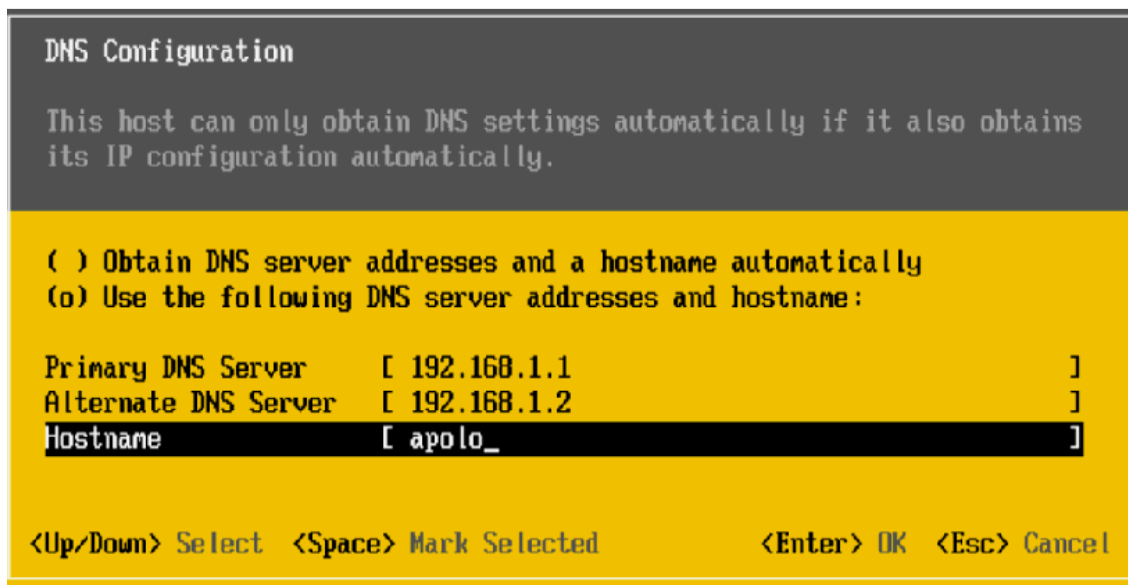 DNS Configuration
This host can only obtain DNS settings automatically if it also obtains
its IP configuration automatically.
( ) Obtain DNS server addresses and a hostname automatically
(o) Use the following DNS server addresses and hostname:
Primary DNS Server [ 192.168.1.1 ]
Alternate DNS Server [ 192.168.1.2 ]
Hostname [ apolo_ ]
<Up/Down> Select <Space> Mark Selected <Enter> OK <Esc> Cancel